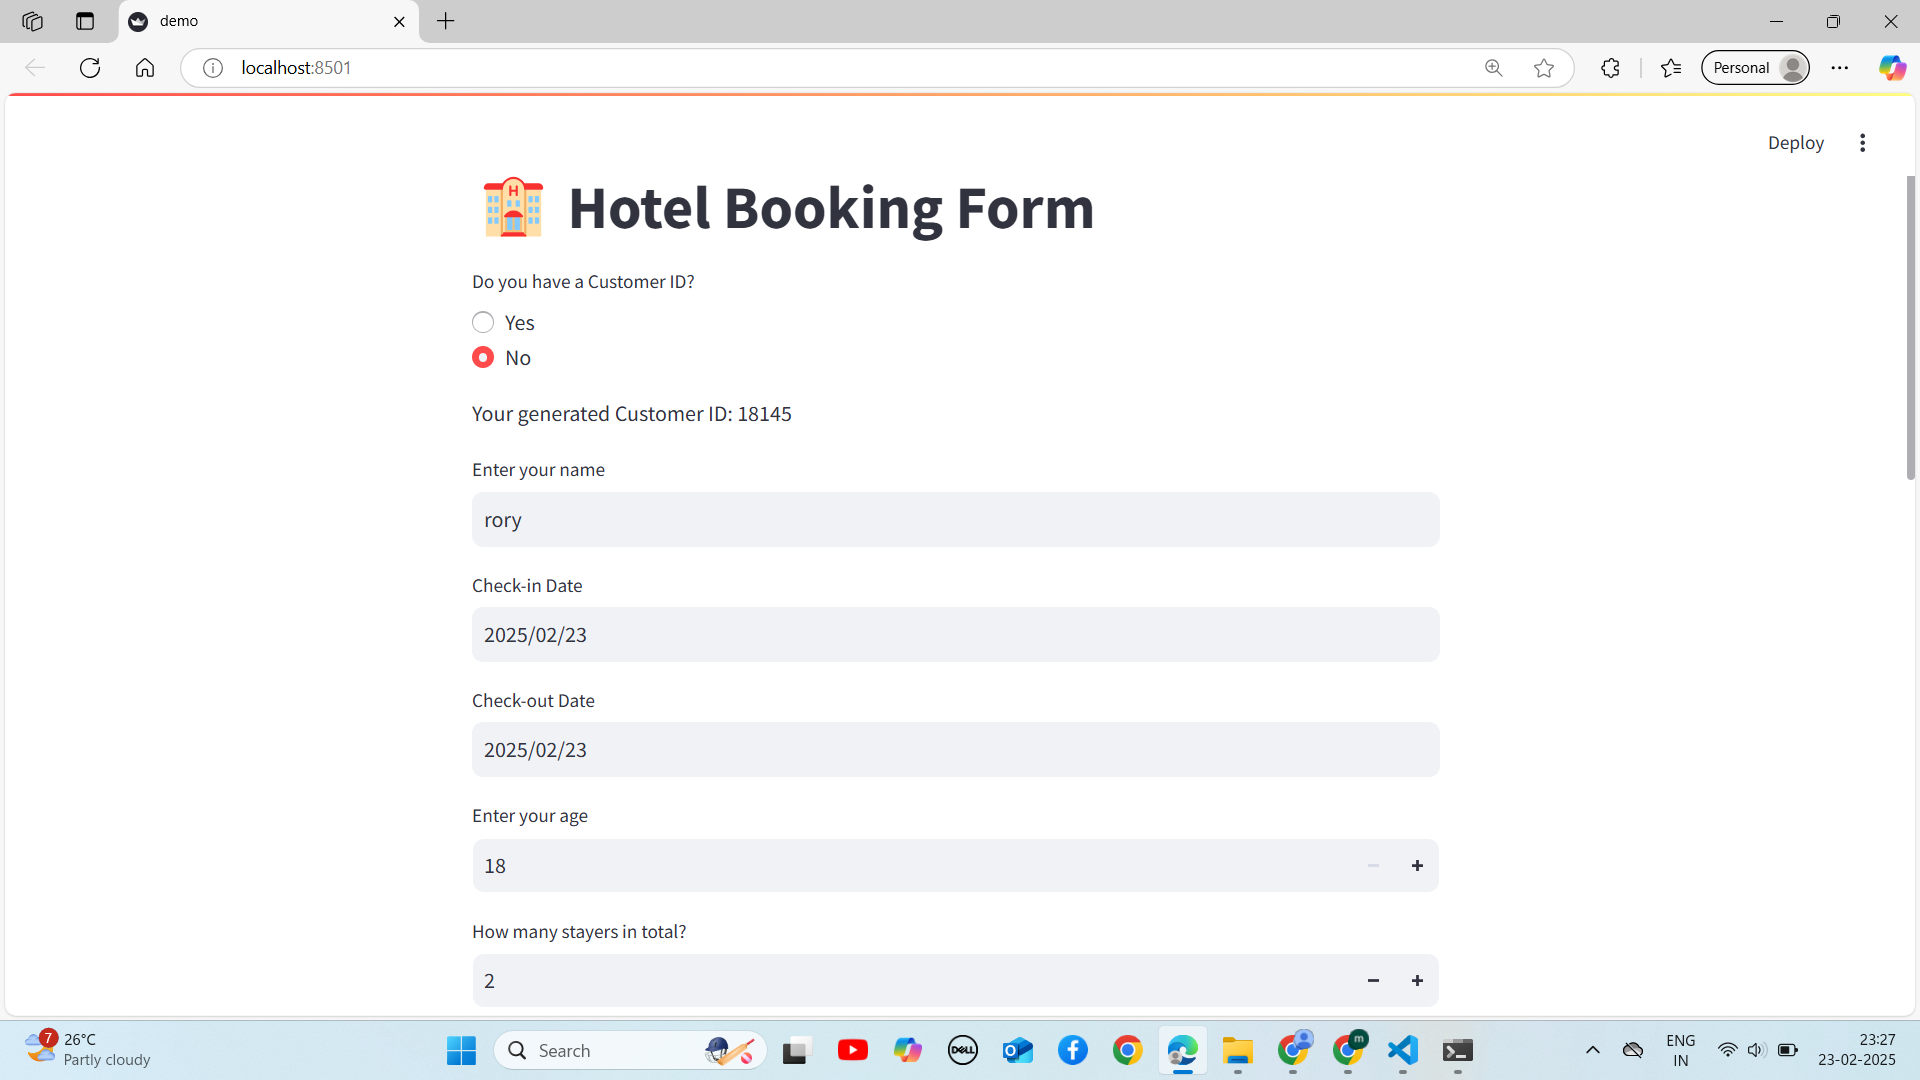 demo
localhost:8501
Personal
Deploy
H
Hotel Booking Form
Do you have a Customer ID?
Yes
No
Your generated Customer ID: 18145
Enter your name
rory
Check-in Date
2025/02/23
Check-out Date
2025/02/23
Enter your age
18
How many stayers in total?
2
7
26°C
Partly cloudy
Search
DELL
m
ENG
IN
23:27
23-02-2025